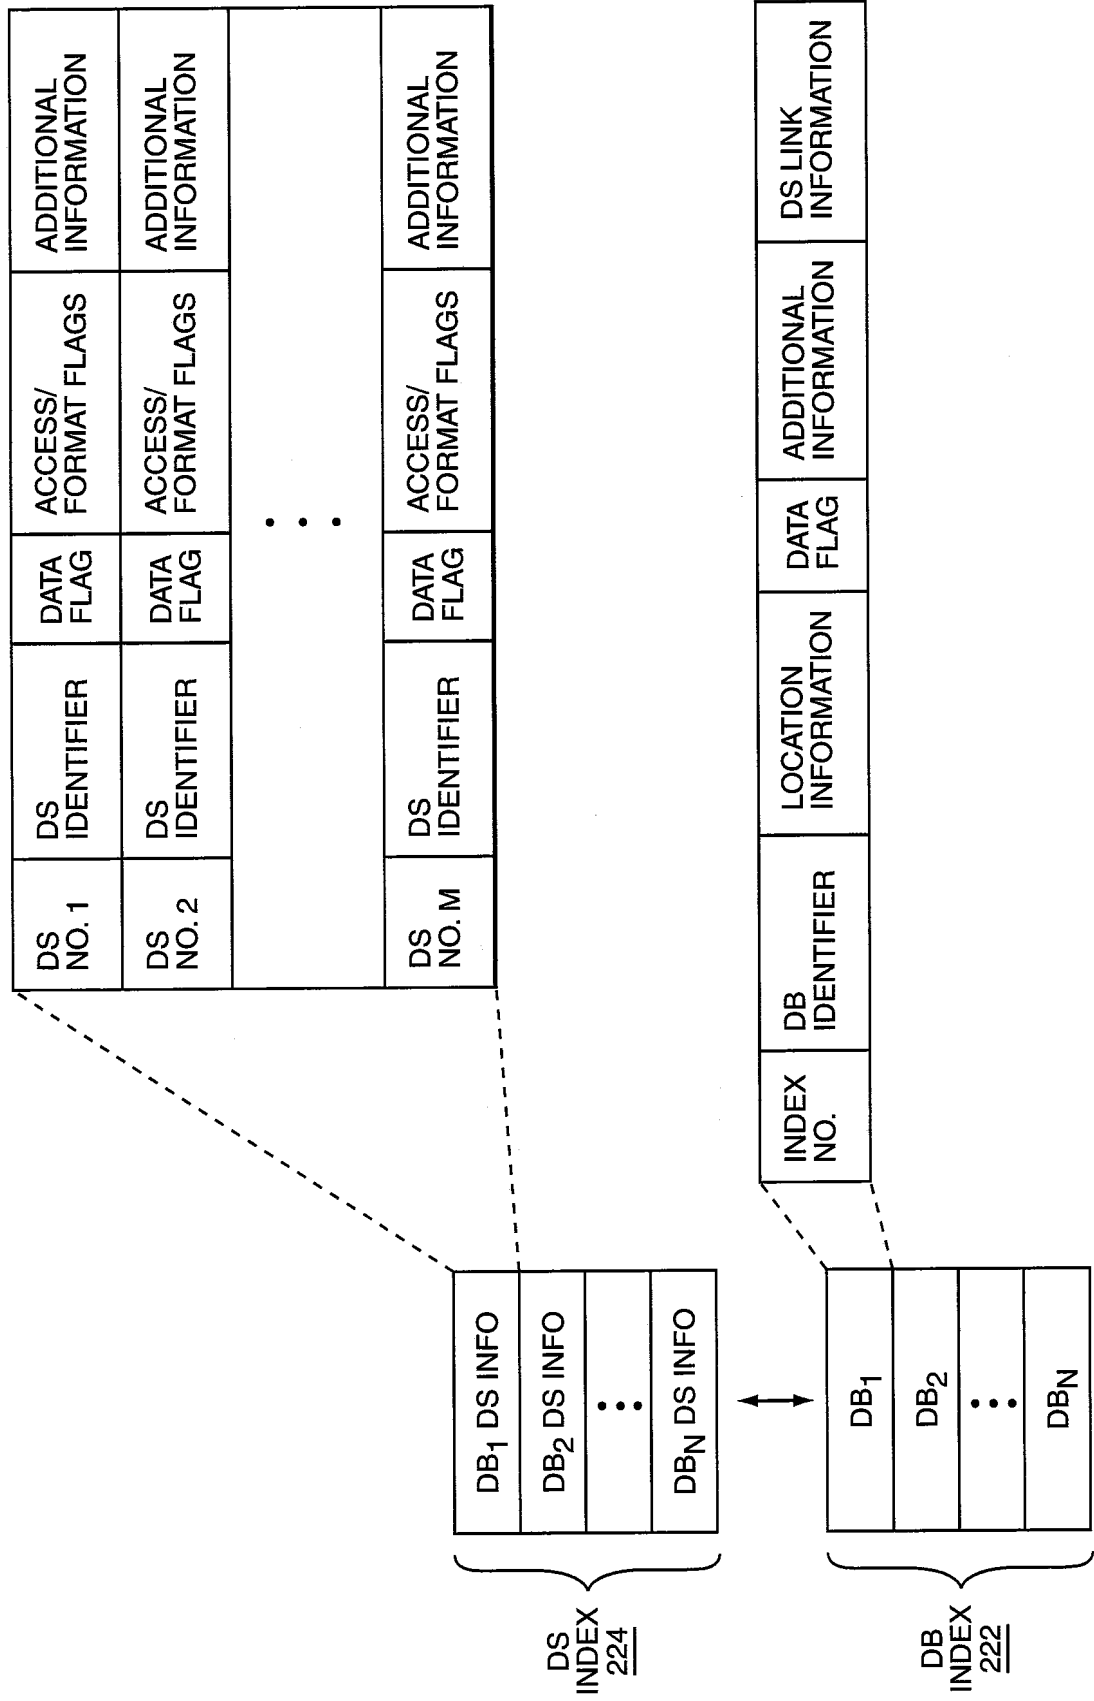 DS
NO. 1
DS
IDENTIFIER
DATA
FLAG
ACCESS/
FORMAT FLAGS
ADDITIONAL
INFORMATION
DS
NO. 2
DS
IDENTIFIER
DATA
FLAG
ACCESS/
FORMAT FLAGS
ADDITIONAL
INFORMATION
. . .
DS
NO. M
DS
IDENTIFIER
DATA
FLAG
ACCESS/
FORMAT FLAGS
ADDITIONAL
INFORMATION
DS
INDEX
224
DB1 DS INFO
DB2 DS INFO
...
DBN DS INFO
INDEX
NO.
DB
IDENTIFIER
LOCATION
INFORMATION
DATA
FLAG
ADDITIONAL
INFORMATION
DS LINK
INFORMATION
DB
INDEX
222
DB1
DB2
...
DBN